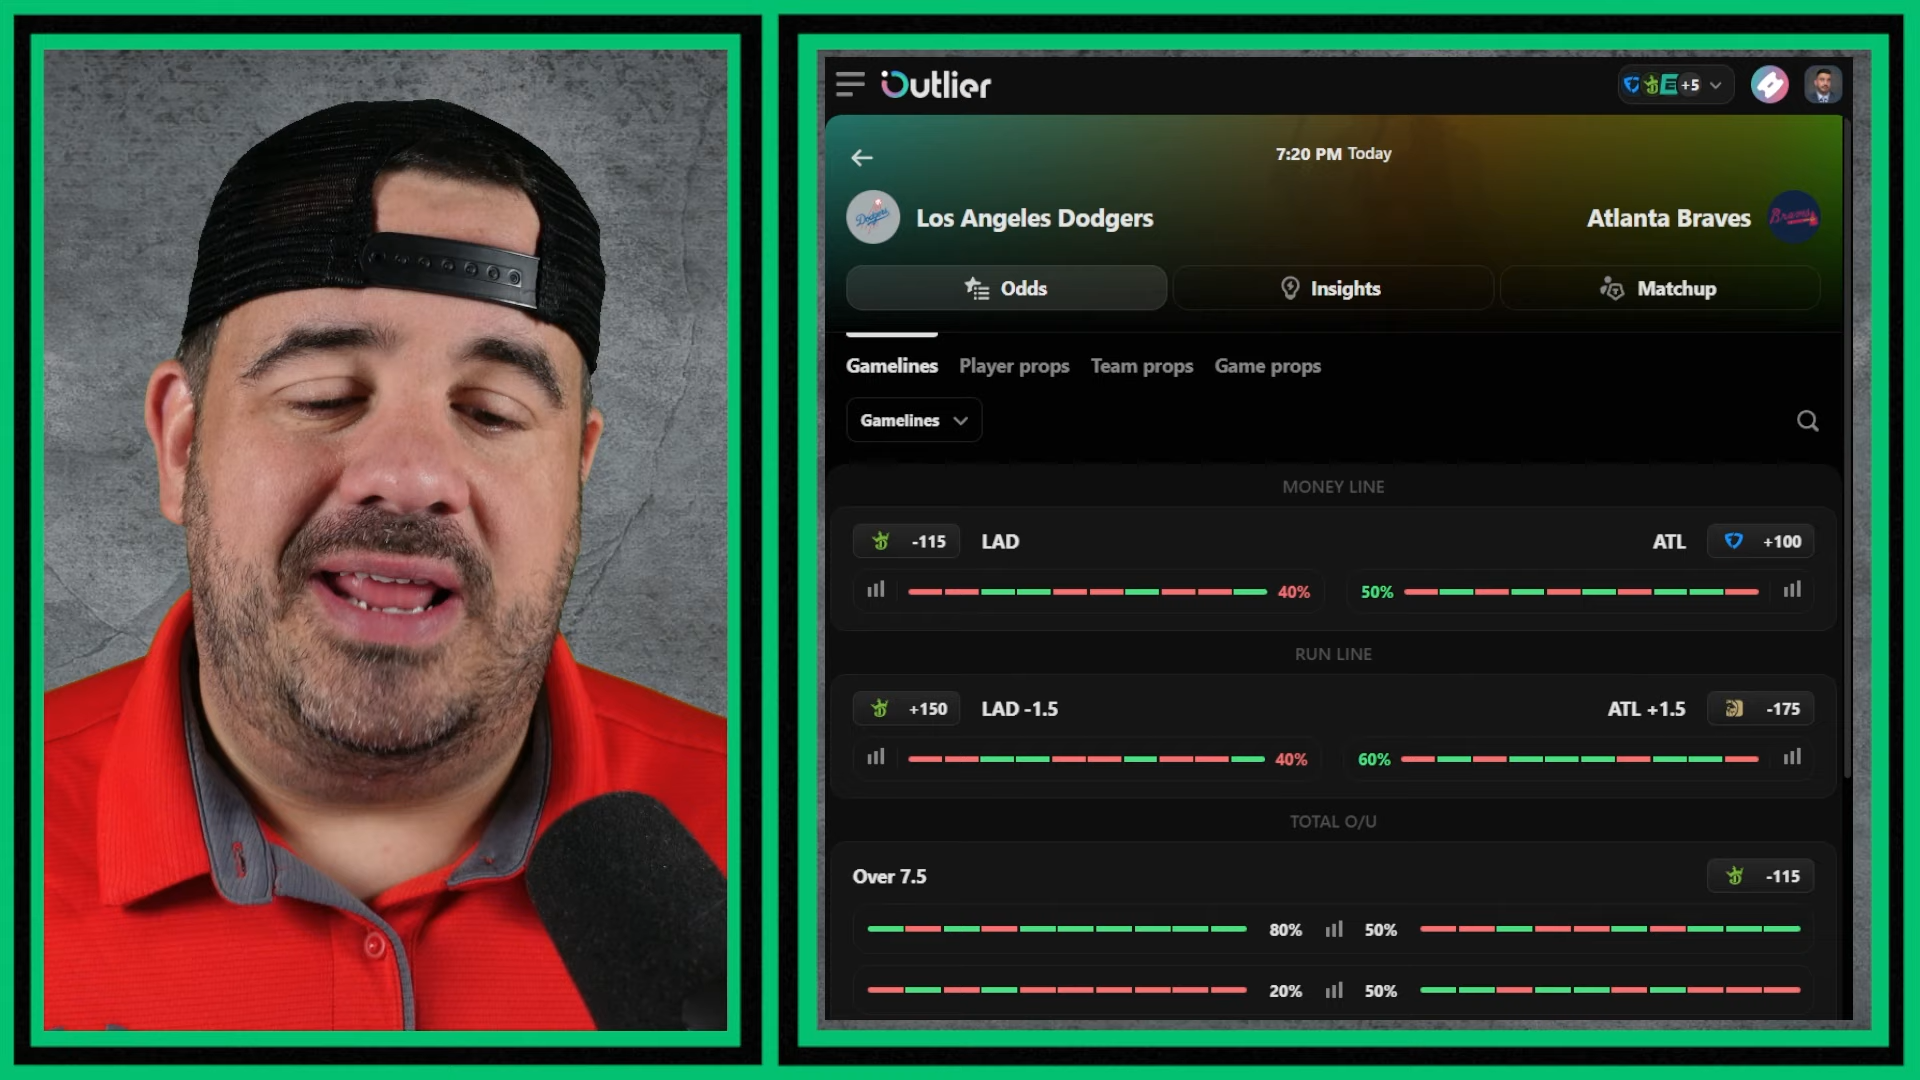 Outlier
+5
7:20 PM Today
Dodgers
Los Angeles Dodgers
Atlanta Braves
Braves
Odds
Insights
Matchup
Gamelines
Player props
Team props
Game props
Gamelines
MONEY LINE
-115
LAD
ATL
+100
40%
50%
RUN LINE
+150
LAD -1.5
ATL +1.5
-175
40%
60%
TOTAL O/U
Over 7.5
-115
80%
50%
20%
50%